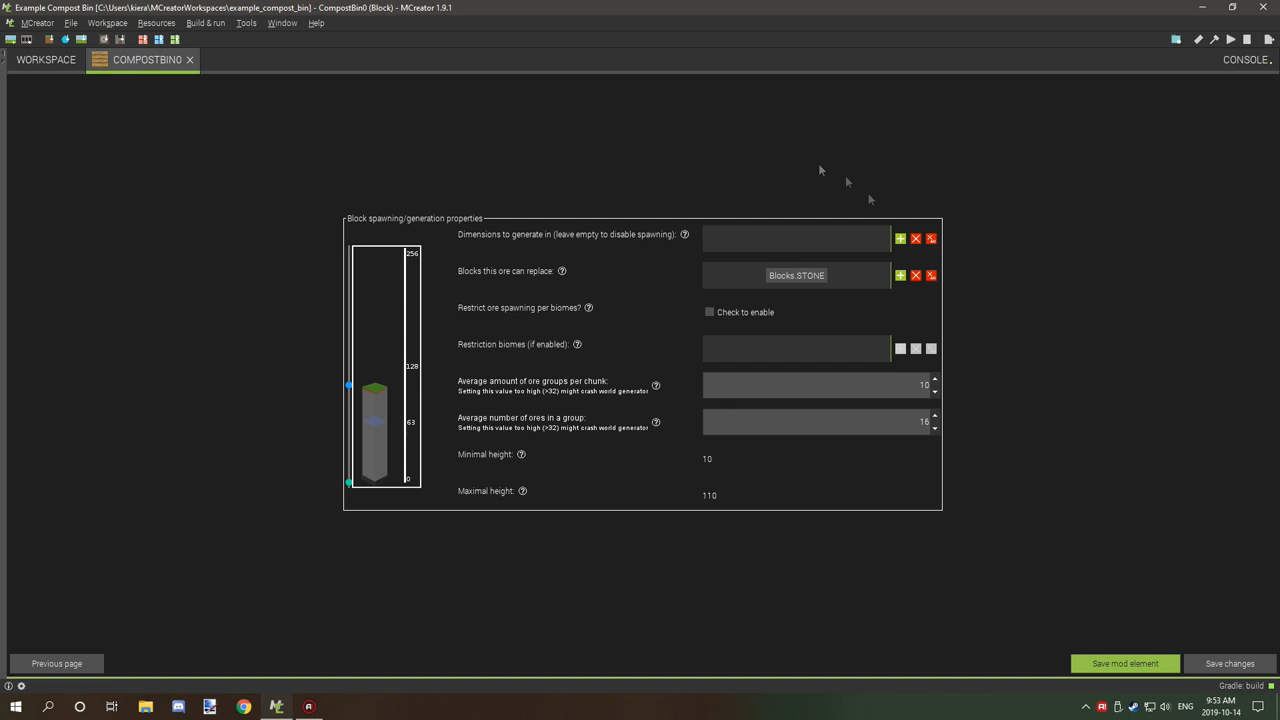 Example Compost Bin [C:\Users\kiera\MCreatorWorkspaces\example_compost_bin] - CompostBin0 (Block) - MCreator 1.9.1
MCreator File Workspace Resources Build & run Tools Window Help
WORKSPACE COMPOSTBIN0 CONSOLE
Block spawning/generation properties
Dimensions to generate in (leave empty to disable spawning):
256
Blocks this ore can replace: Blocks.STONE
Restrict ore spawning per biomes? Check to enable
Restriction biomes (if enabled):
128
Average amount of ore groups per chunk: 10
Setting this value too high (>32) might crash world generator
Average number of ores in a group: 16
63
Setting this value too high (>32) might crash world generator
Minimal height: 10
0
Maximal height: 110
Previous page Save mod element Save changes
Gradle: build
ENG 9:53 AM
2019-10-14